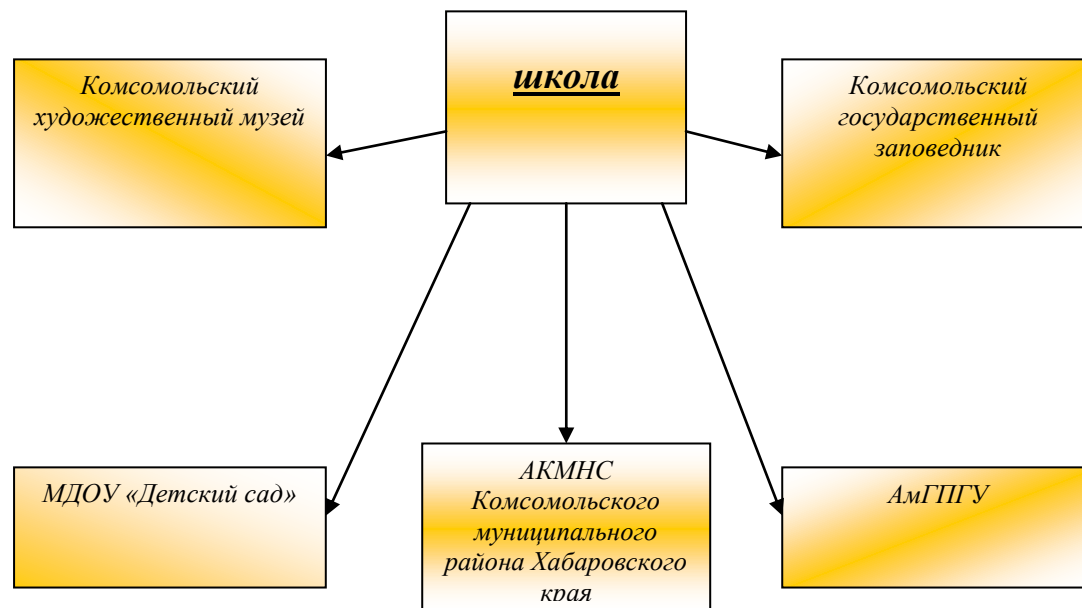 школа
Комсомольский
художественный музей
Комсомольский
государственный
заповедник
МДОУ «Детский сад»
АКМНС
Комсомольского
муниципального
района Хабаровского
края
АмГПГУ